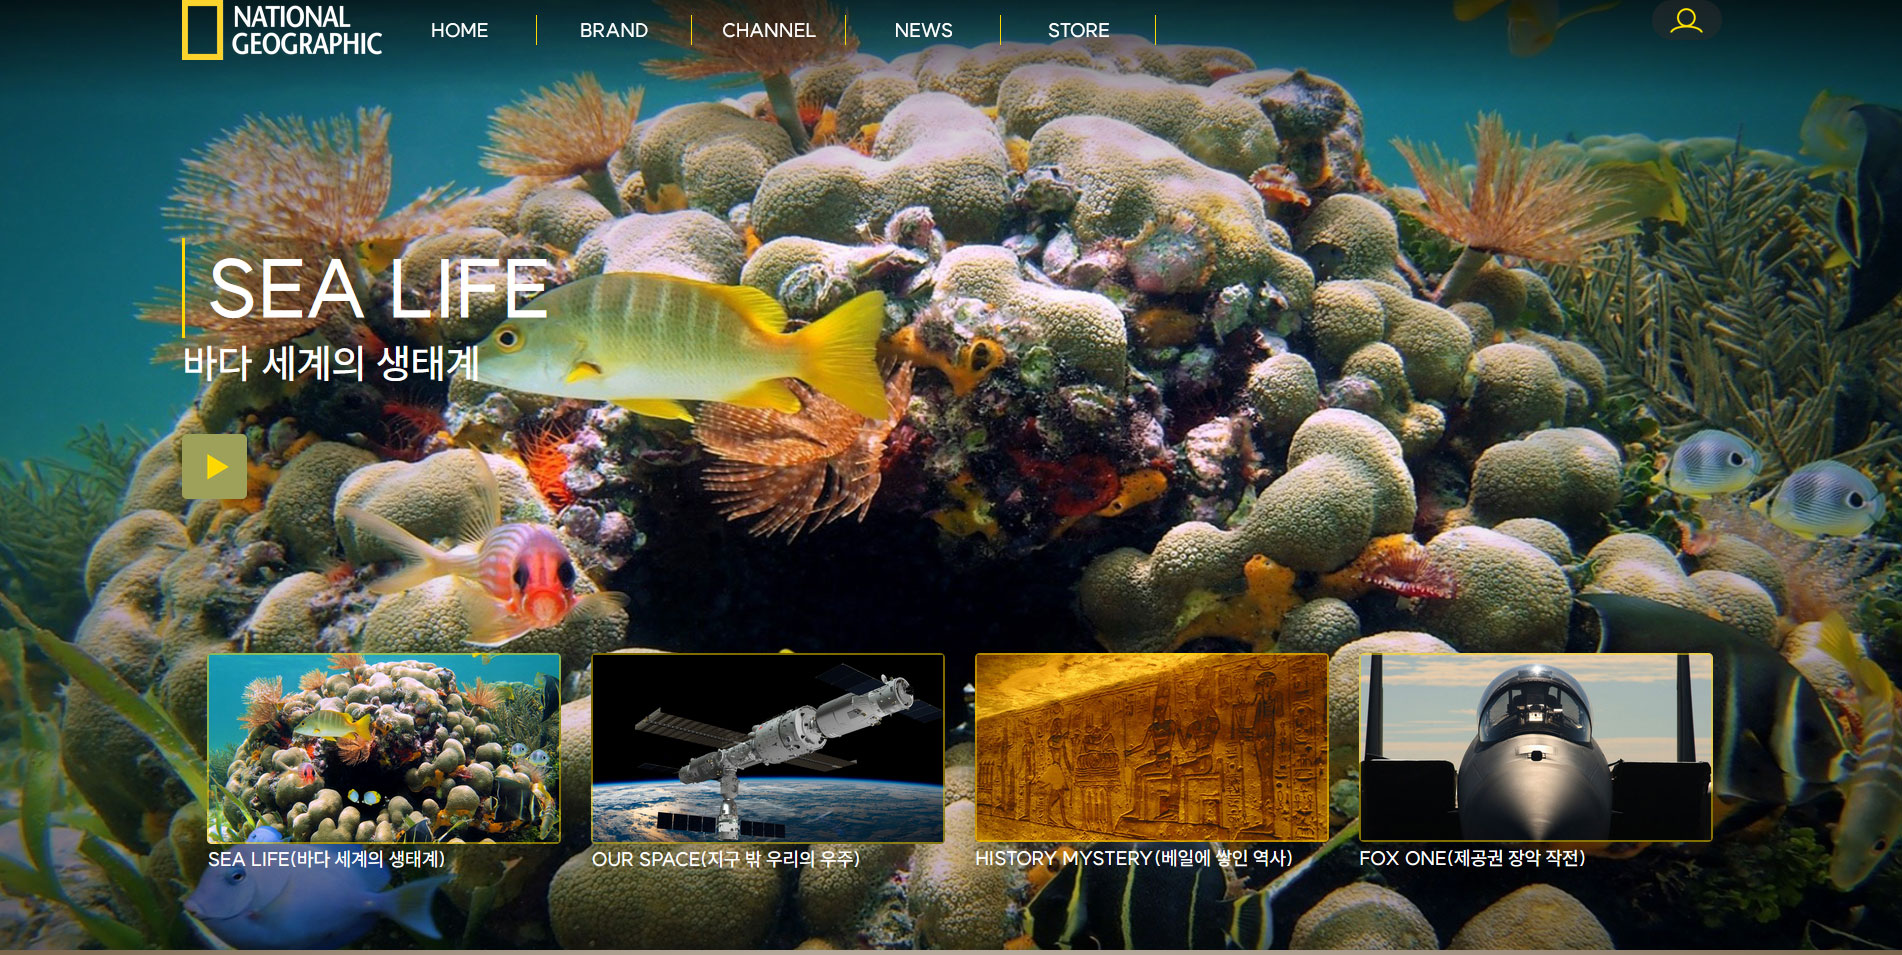 NATIONAL
GEOGRAPHIC
HOME
BRAND
CHANNEL
NEWS
STORE
SEA LIFE
바다 세계의 생태계
SEA LIFE(바다 세계의 생태계)
OUR SPACE(지구 밖 우리의 우주)
HISTORY MYSTERY(베일에 쌓인 역사)
FOX ONE(제공권 장악 작전)